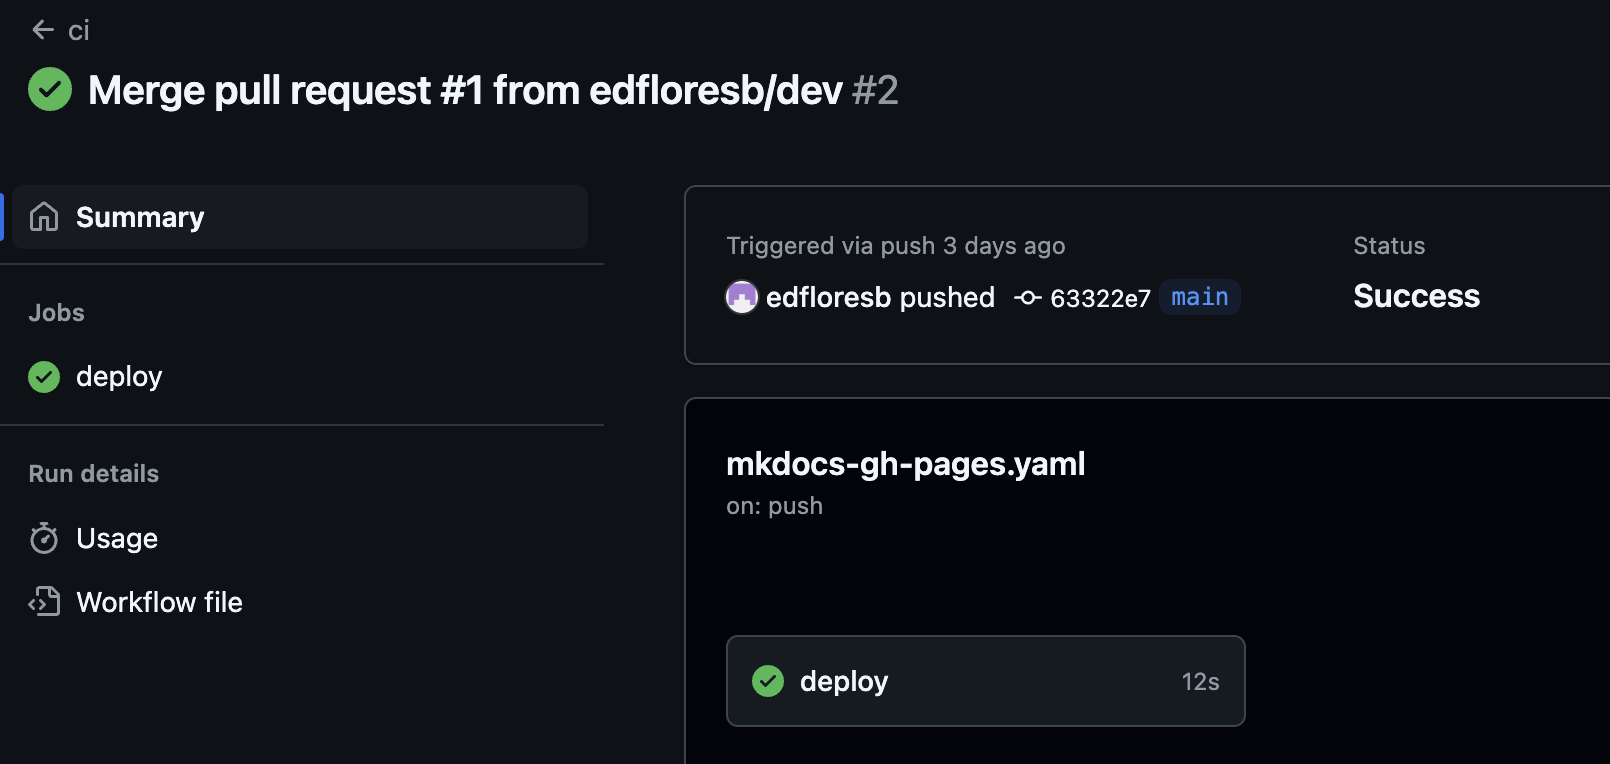 ci
Merge pull request #1 from edfloresb/dev #2
Summary
Jobs
deploy
Run details
Usage
Workflow file
Triggered via push 3 days ago
edfloresb pushed 63322e7 main
Status
Success
mkdocs-gh-pages.yaml
on: push
deploy 12s